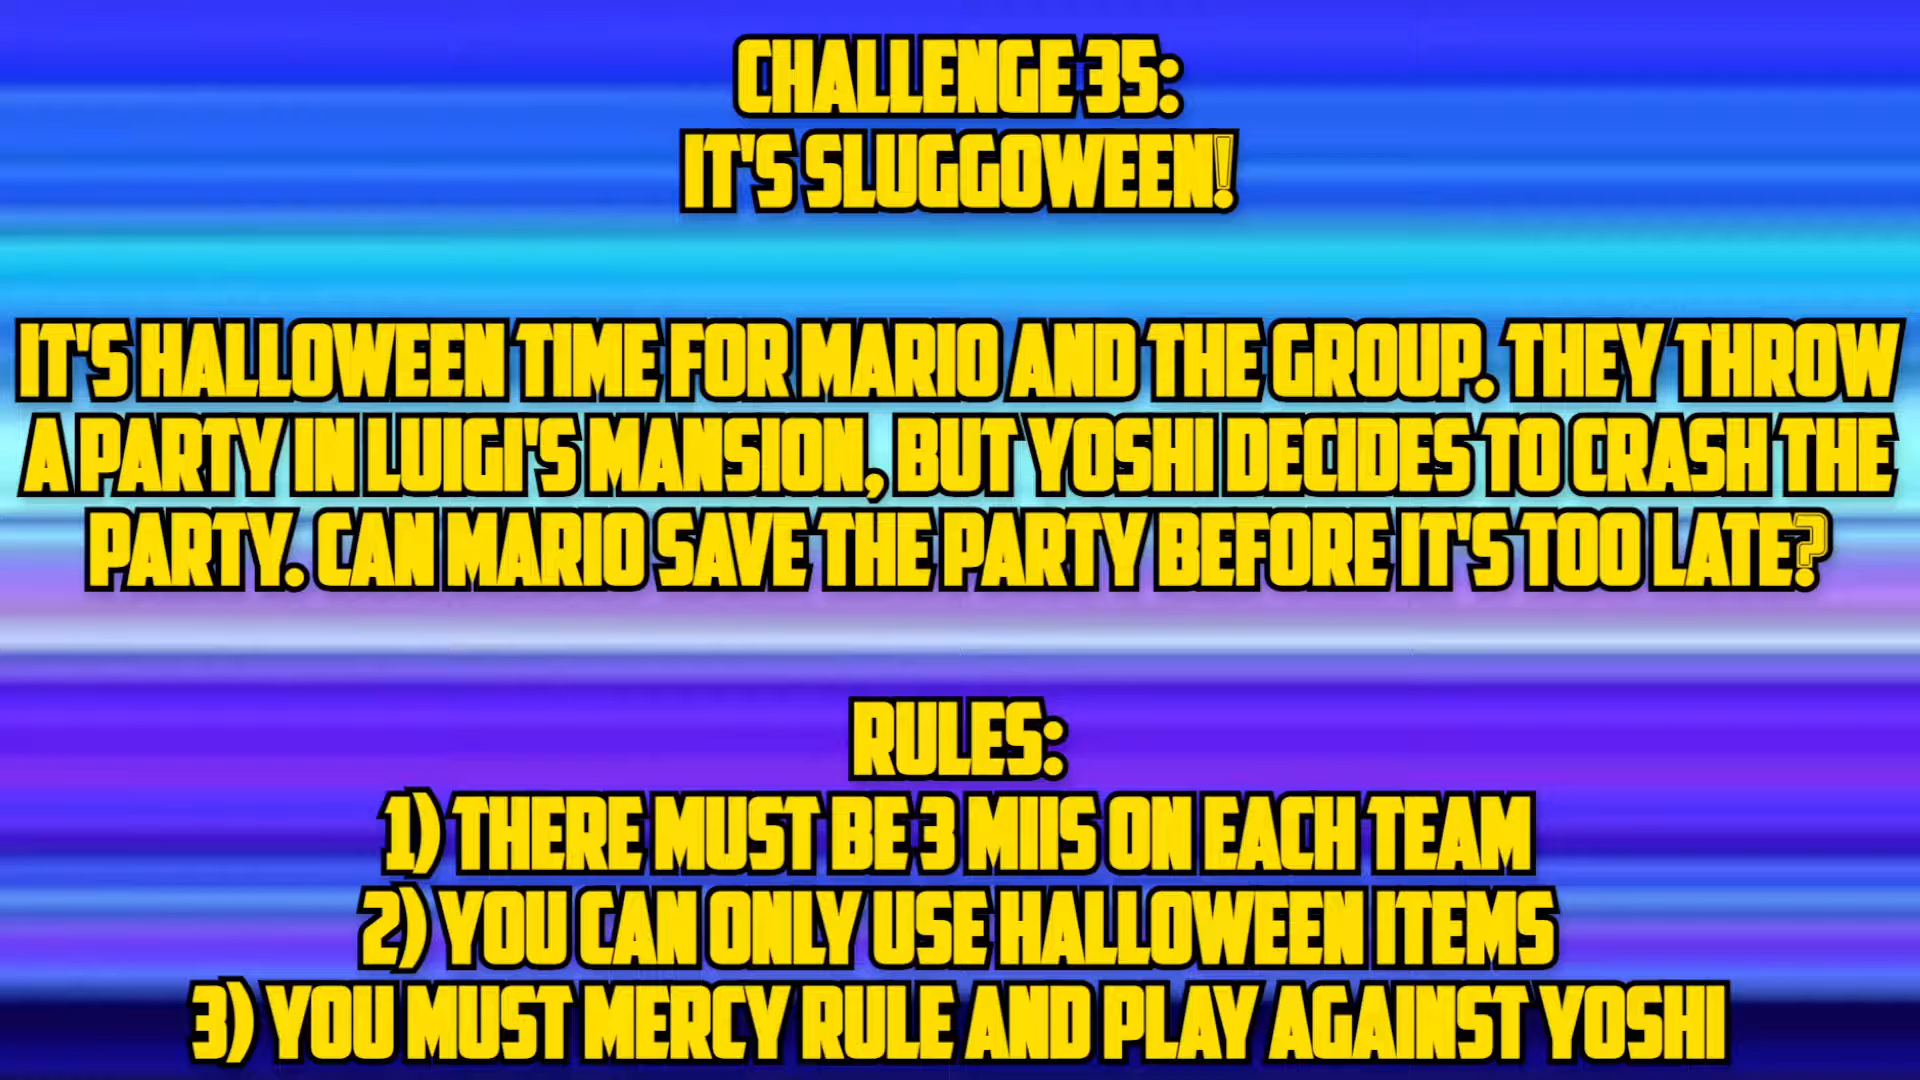 CHALLENGE 35:
IT'S SLUGGOWEEN!
IT'S HALLOWEEN TIME FOR MARIO AND THE GROUP. THEY THROW
A PARTY IN LUIGI'S MANSION, BUT YOSHI DECIDES TO CRASH THE
PARTY. CAN MARIO SAVE THE PARTY BEFORE IT'S TOO LATE?
RULES:
1) THERE MUST BE 3 MIIS ON EACH TEAM
2) YOU CAN ONLY USE HALLOWEEN ITEMS
3) YOU MUST MERCY RULE AND PLAY AGAINST YOSHI